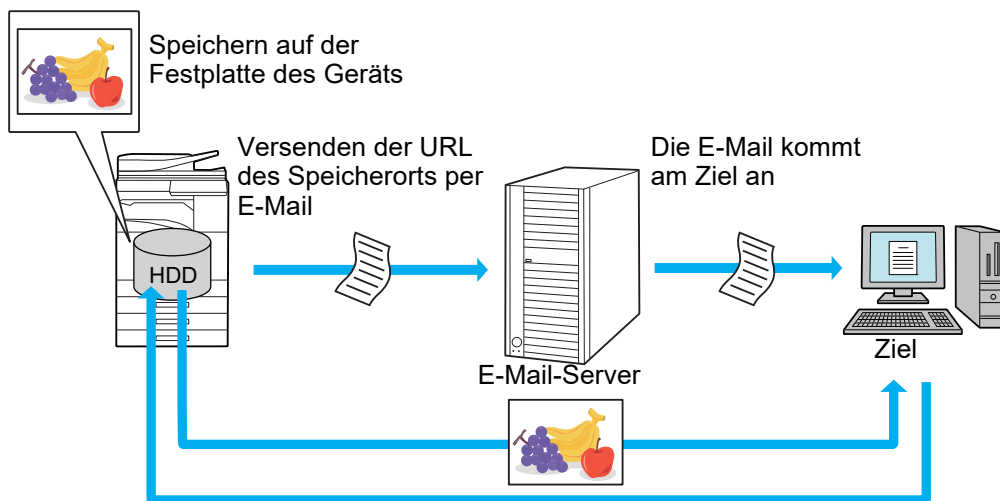 Speichern auf der
Festplatte des Geräts
Versenden der URL
des Speicherorts per
E-Mail
Die E-Mail kommt
am Ziel an
HDD
Ziel
E-Mail-Server